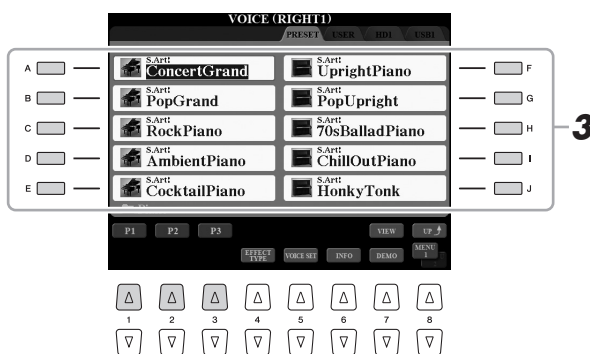 VOICE (RIGHT1)
PRESET USER HD1 USB1
A S.Art! ConcertGrand S.Art! UprightPiano F
B S.Art! PopGrand S.Art! PopUpright G
C S.Art! RockPiano S.Art! 70sBalladPiano H
D S.Art! AmbientPiano S.Art! ChillOutPiano I
E S.Art! CocktailPiano S.Art! HonkyTonk J
3
P1 P2 P3 VIEW UP
EFFECT TYPE VOICE SET INFO DEMO MENU 1
1 2 3 4 5 6 7 8